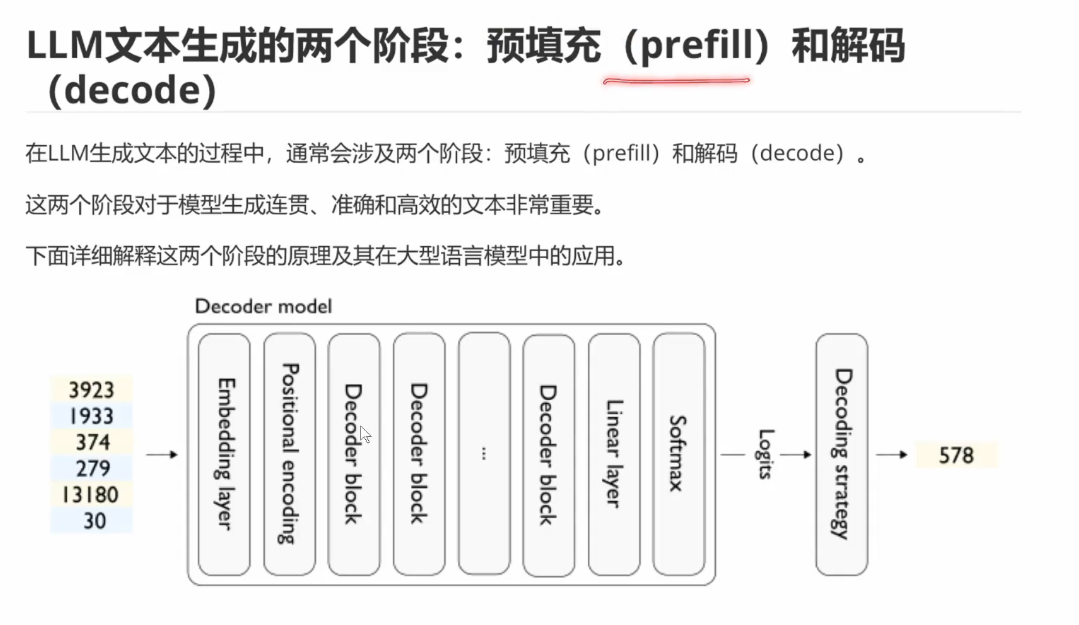 LLM文本生成的两个阶段：预填充（prefill）和解码
（decode）
在LLM生成文本的过程中，通常会涉及两个阶段：预填充（prefill）和解码（decode）。
这两个阶段对于模型生成连贯、准确和高效的文本非常重要。
下面详细解释这两个阶段的原理及其在大型语言模型中的应用。
Decoder model
3923
1933
374
279
13180
30
Embedding layer
Positional encoding
Decoder block
Decoder block
...
Decoder block
Linear layer
Softmax
Logits
Decoding strategy
578